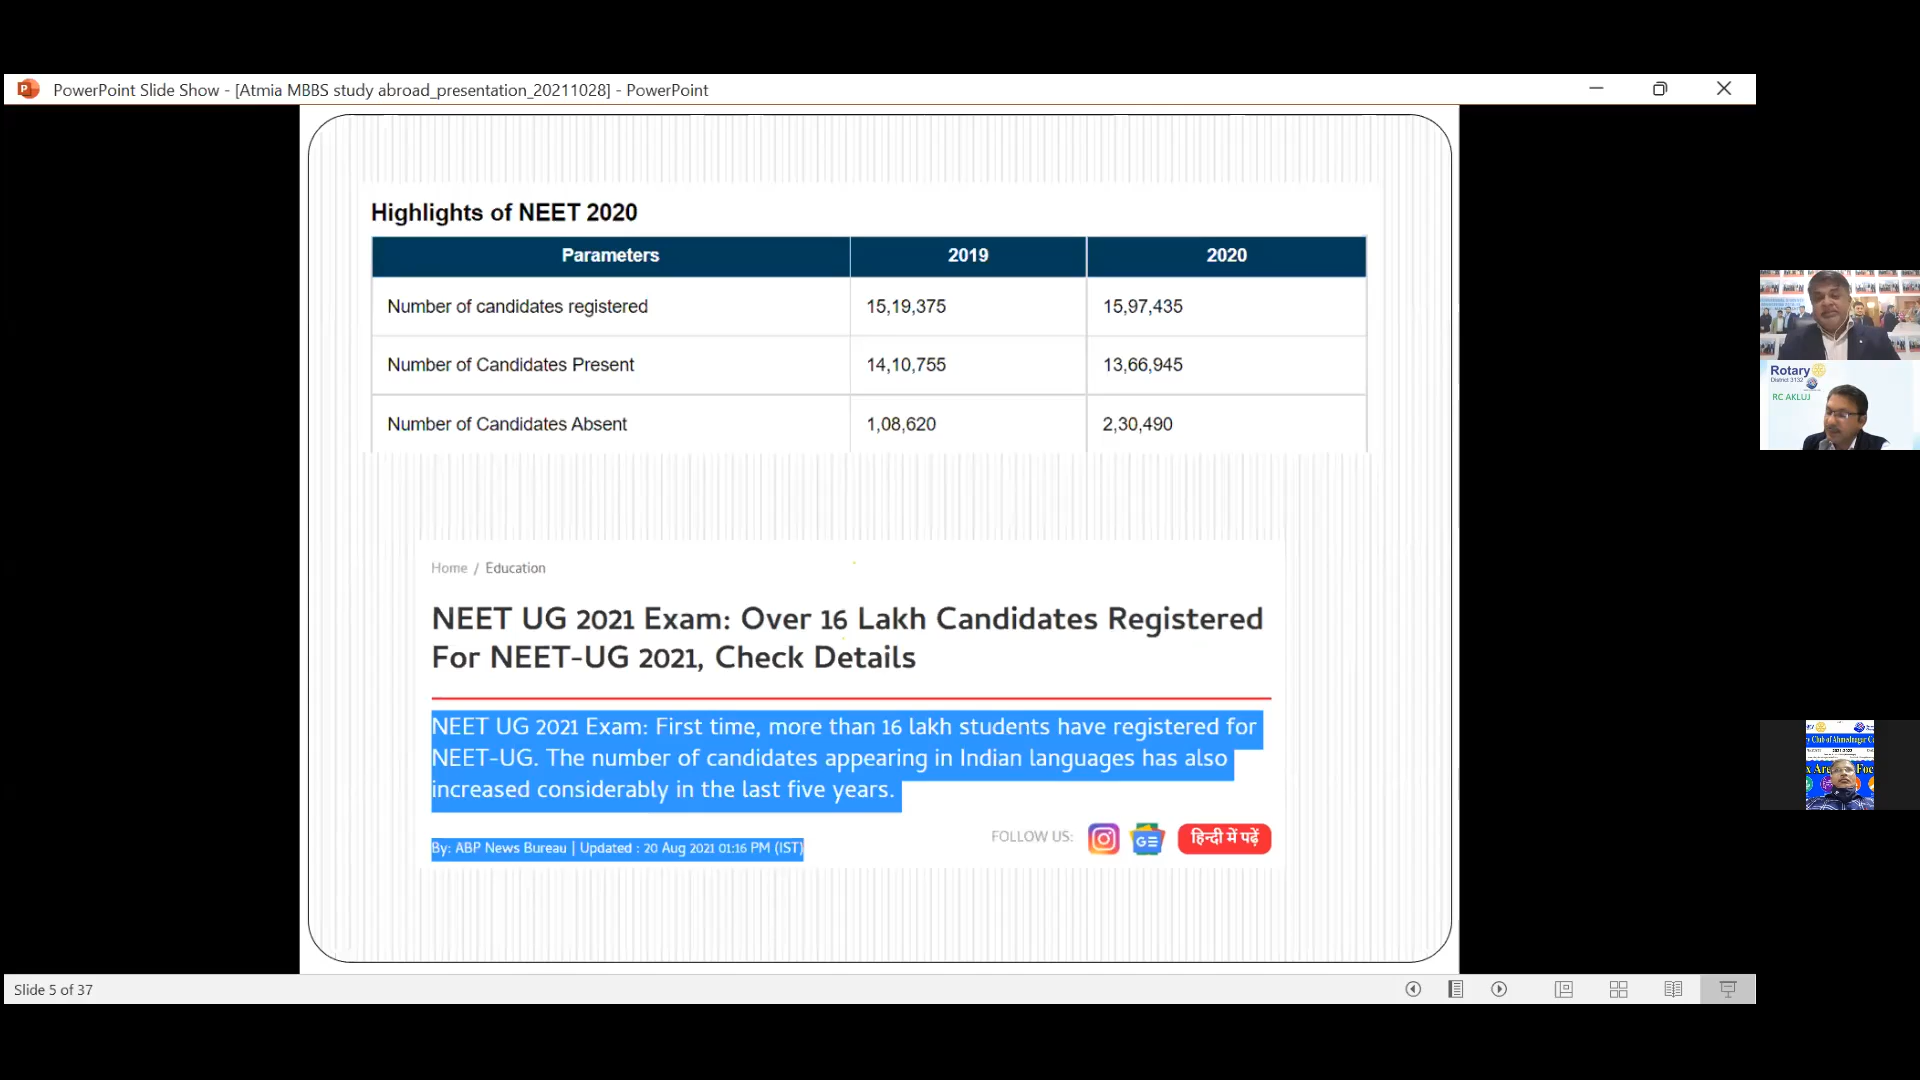 PowerPoint Slide Show - [Atmia MBBS study abroad_presentation_20211028] - PowerPoint
Highlights of NEET 2020
Parameters 2019 2020
Number of candidates registered 15,19,375 15,97,435
Number of Candidates Present 14,10,755 13,66,945
Number of Candidates Absent 1,08,620 2,30,490
Home / Education
NEET UG 2021 Exam: Over 16 Lakh Candidates Registered
For NEET-UG 2021, Check Details
NEET UG 2021 Exam: First time, more than 16 lakh students have registered for
NEET-UG. The number of candidates appearing in Indian languages has also
increased considerably in the last five years.
By: ABP News Bureau | Updated : 20 Aug 2021 01:16 PM (IST)
FOLLOW US:
हिन्दी में पढ़ें
Slide 5 of 37
Rotary
District 3132
RC AKLUJ